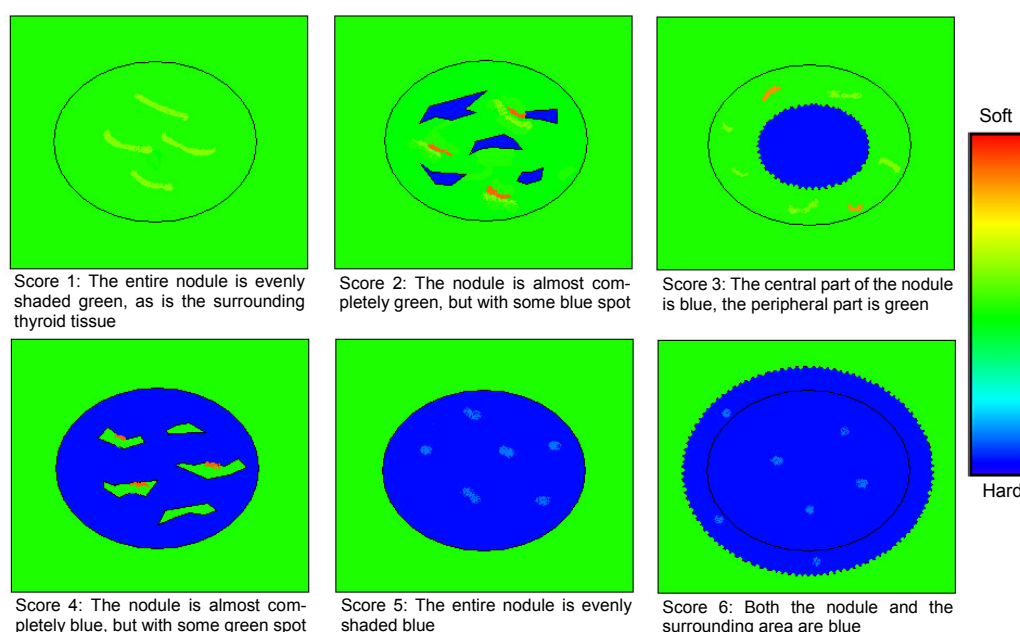 Soft
Score 1: The entire nodule is evenly
shaded green, as is the surrounding
thyroid tissue
Score 2: The nodule is almost com-
pletely green, but with some blue spot
Score 3: The central part of the nodule
is blue, the peripheral part is green
Hard
Score 4: The nodule is almost com-
pletely blue, but with some green spot
Score 5: The entire nodule is evenly
shaded blue
Score 6: Both the nodule and the
surrounding area are blue